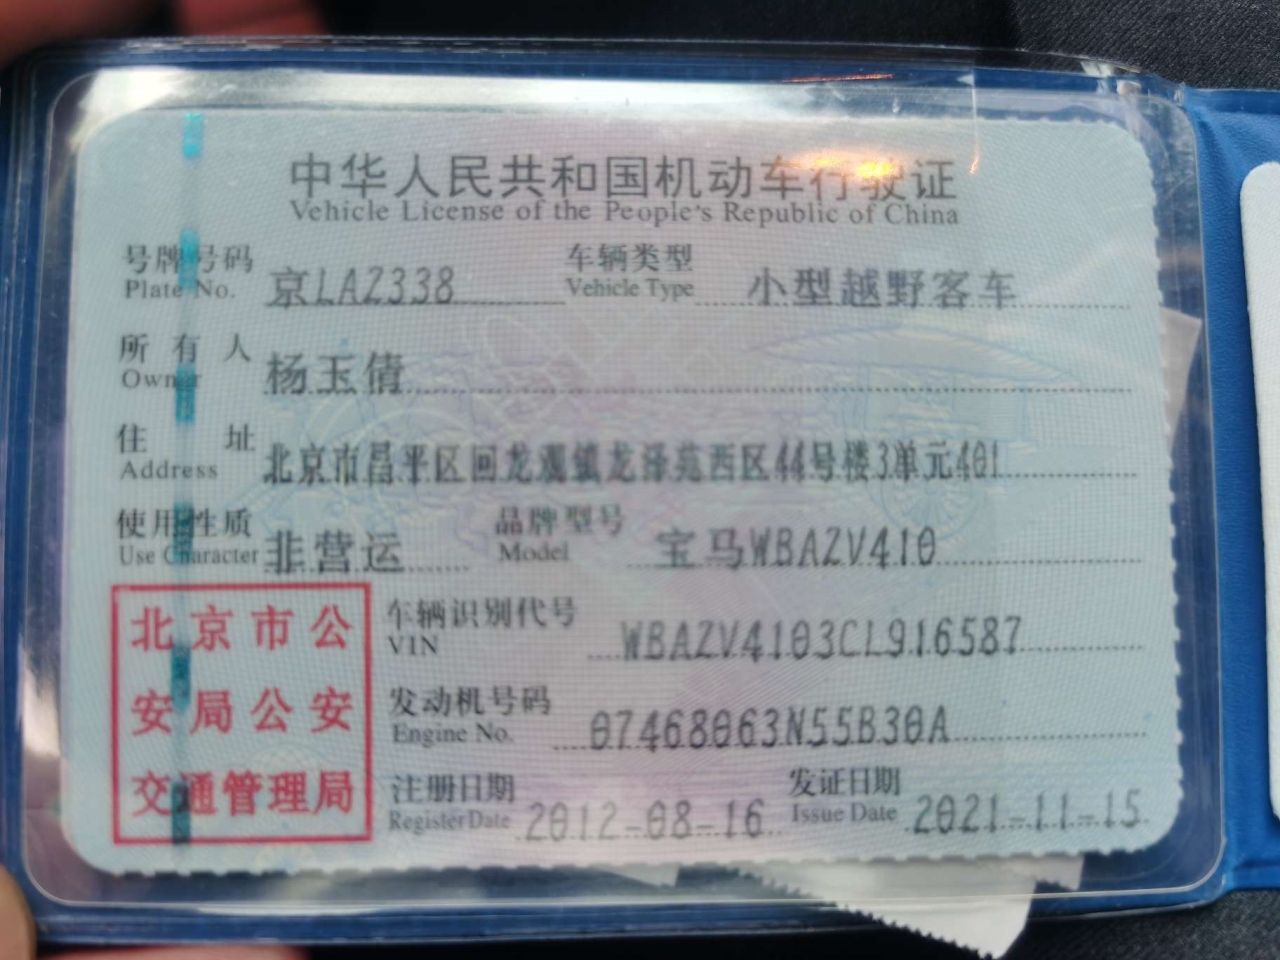 中华人民共和国机动车行驶证
Vehicle License of the People's Republic of China
号牌号码 京LAZ338 车辆类型 小型越野客车
Plate No. Vehicle Type
所有人 杨玉倩
Owner
住址 北京市昌平区回龙观镇龙泽苑西区44号楼3单元401
Address
使用性质 非营运 品牌型号 宝马WBAZV410
Use Character Model
北京市公
安局公安
交通管理局
车辆识别代号 WBAZV4103CL916587
VIN
发动机号码 07468063N55B30A
Engine No.
注册日期 2012-08-16 发证日期 2021-11-15
Register Date Issue Date